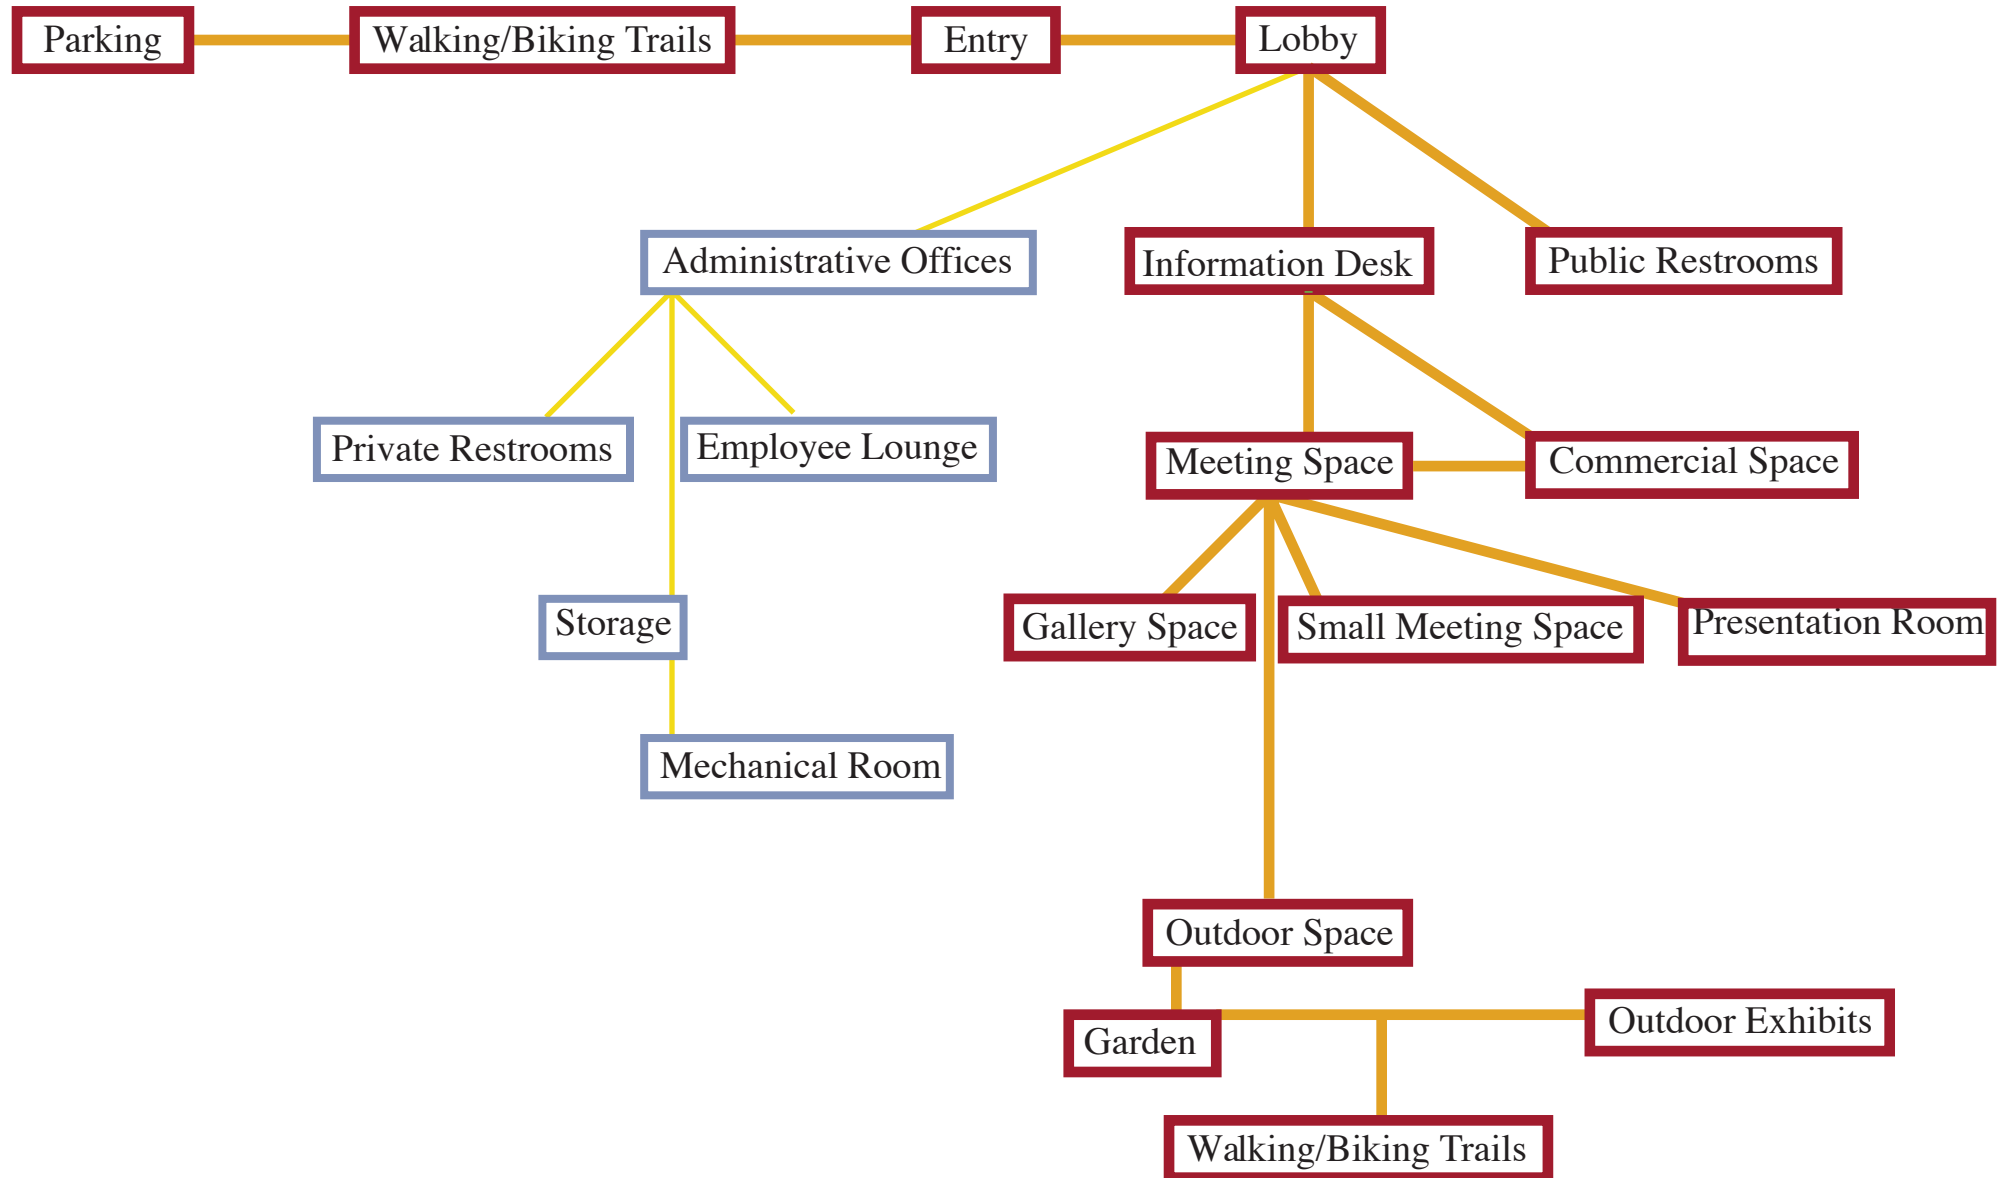 Parking
Walking/Biking Trails
Entry
Lobby
Administrative Offices
Information Desk
Public Restrooms
Private Restrooms
Employee Lounge
Meeting Space
Commercial Space
Storage
Gallery Space
Small Meeting Space
Presentation Room
Mechanical Room
Outdoor Space
Garden
Outdoor Exhibits
Walking/Biking Trails